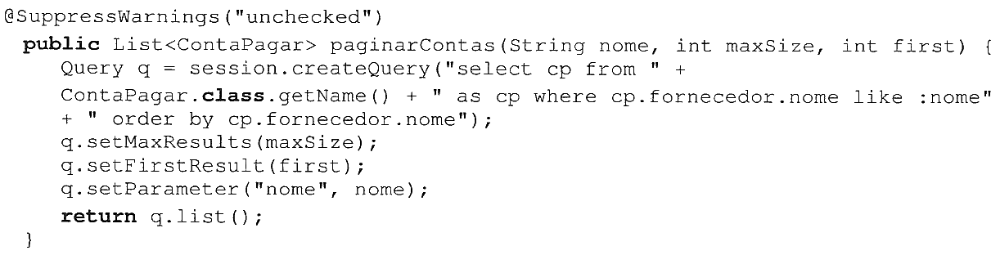 @SuppressWarnings("unchecked")
public List<ContaPagar> paginarContas(String nome, int maxSize, int first) {
Query q = session.createQuery("select cp from " +
ContaPagar.class.getName() + " as cp where cp.fornecedor.nome like :nome"
+ " order by cp.fornecedor.nome");
q.setMaxResults(maxSize);
q.setFirstResult(first);
q.setParameter("nome", nome);
return q.list();
}